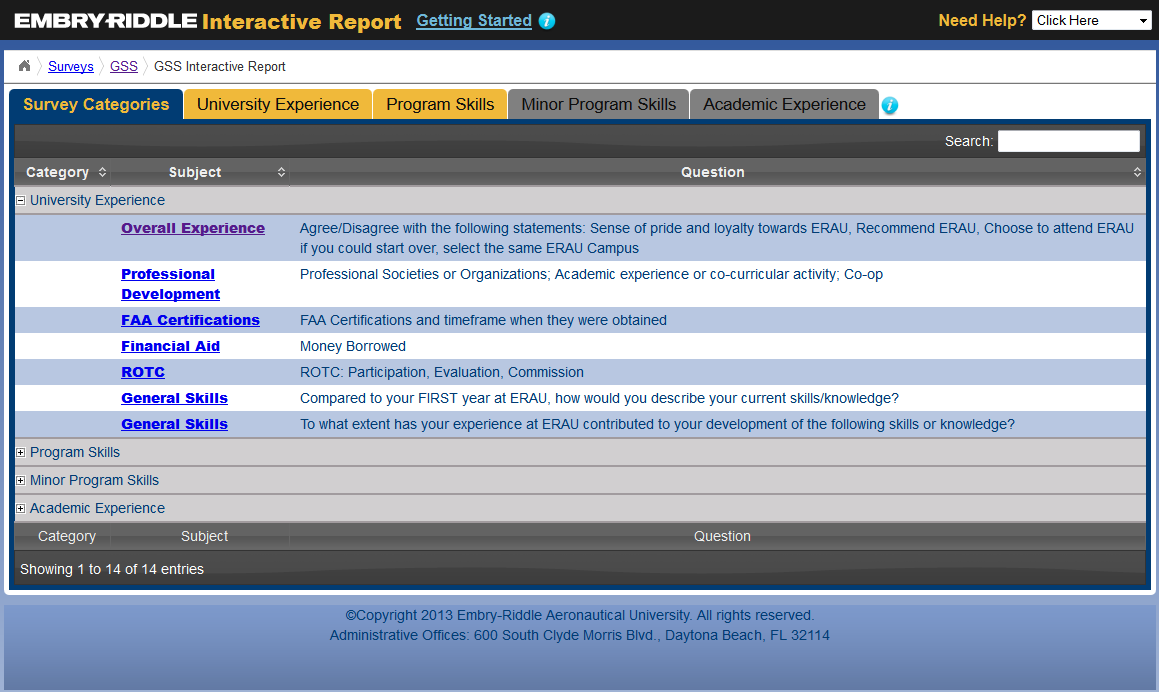 EMBRY-RIDDLE Interactive Report Getting Started i Need Help? Click Here
Surveys GSS GSS Interactive Report
Survey Categories University Experience Program Skills Minor Program Skills Academic Experience i
Search:
Category Subject Question
University Experience
Overall Experience Agree/Disagree with the following statements: Sense of pride and loyalty towards ERAU, Recommend ERAU, Choose to attend ERAU
if you could start over, select the same ERAU Campus
Professional Professional Societies or Organizations; Academic experience or co-curricular activity; Co-op
Development
FAA Certifications FAA Certifications and timeframe when they were obtained
Financial Aid Money Borrowed
ROTC ROTC: Participation, Evaluation, Commission
General Skills Compared to your FIRST year at ERAU, how would you describe your current skills/knowledge?
General Skills To what extent has your experience at ERAU contributed to your development of the following skills or knowledge?
Program Skills
Minor Program Skills
Academic Experience
Category Subject Question
Showing 1 to 14 of 14 entries
©Copyright 2013 Embry-Riddle Aeronautical University. All rights reserved.
Administrative Offices: 600 South Clyde Morris Blvd., Daytona Beach, FL 32114